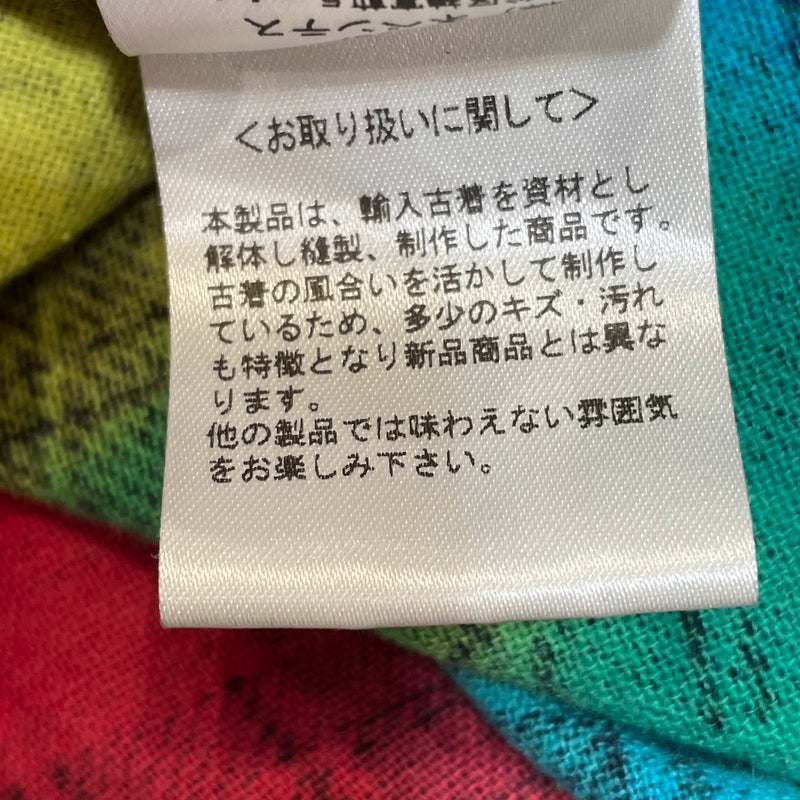 ネペンテス
<お取り扱いに関して>
本製品は、輸入古着を資材とし
解体し縫製、制作した商品です。
古着の風合いを活かして制作し
ているため、多少のキズ・汚れ
も特徴となり新品商品とは異な
ります。
他の製品では味わえない雰囲気
をお楽しみ下さい。